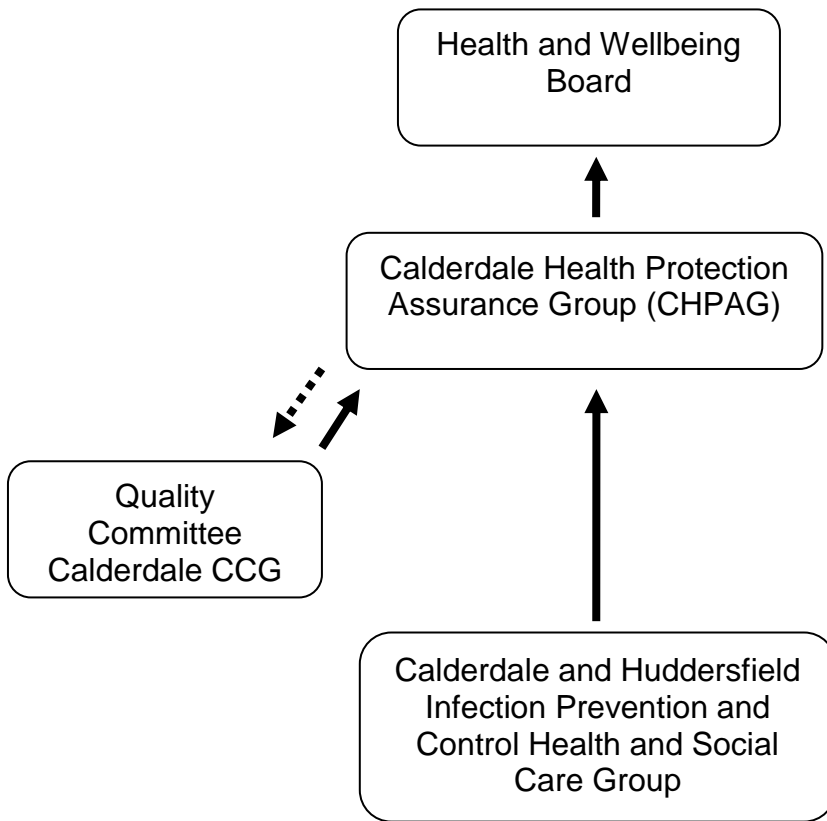 Health and Wellbeing
Board
Calderdale Health Protection
Assurance Group (CHPAG)
Quality
Committee
Calderdale CCG
Calderdale and Huddersfield
Infection Prevention and
Control Health and Social
Care Group